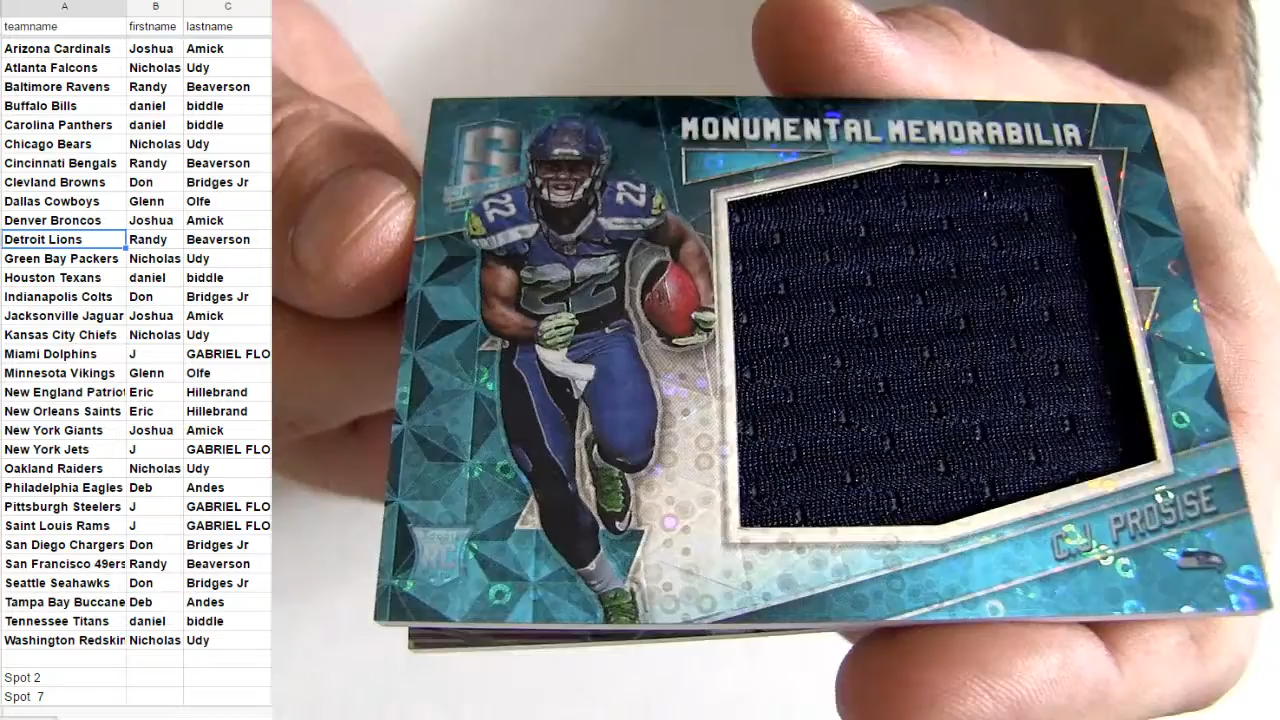 A B C
teamname firstname lastname
Arizona Cardinals Joshua Amick
Atlanta Falcons Nicholas Udy
Baltimore Ravens Randy Beaverson
Buffalo Bills daniel biddle
Carolina Panthers daniel biddle
Chicago Bears Nicholas Udy
Cincinnati Bengals Randy Beaverson
Clevland Browns Don Bridges Jr
Dallas Cowboys Glenn Olfe
Denver Broncos Joshua Amick
Detroit Lions Randy Beaverson
Green Bay Packers Nicholas Udy
Houston Texans daniel biddle
Indianapolis Colts Don Bridges Jr
Jacksonville Jaguar Joshua Amick
Kansas City Chiefs Nicholas Udy
Miami Dolphins J GABRIEL FLO
Minnesota Vikings Glenn Olfe
New England Patriot Eric Hillebrand
New Orleans Saints Eric Hillebrand
New York Giants Joshua Amick
New York Jets J GABRIEL FLO
Oakland Raiders Nicholas Udy
Philadelphia Eagles Deb Andes
Pittsburgh Steelers J GABRIEL FLO
Saint Louis Rams J GABRIEL FLO
San Diego Chargers Don Bridges Jr
San Francisco 49ers Randy Beaverson
Seattle Seahawks Don Bridges Jr
Tampa Bay Buccane Deb Andes
Tennessee Titans daniel biddle
Washington Redskin Nicholas Udy
Spot 2
Spot 7
MONUMENTAL MEMORABILIA
S
22
22
22
RC
C.J. PROSISE